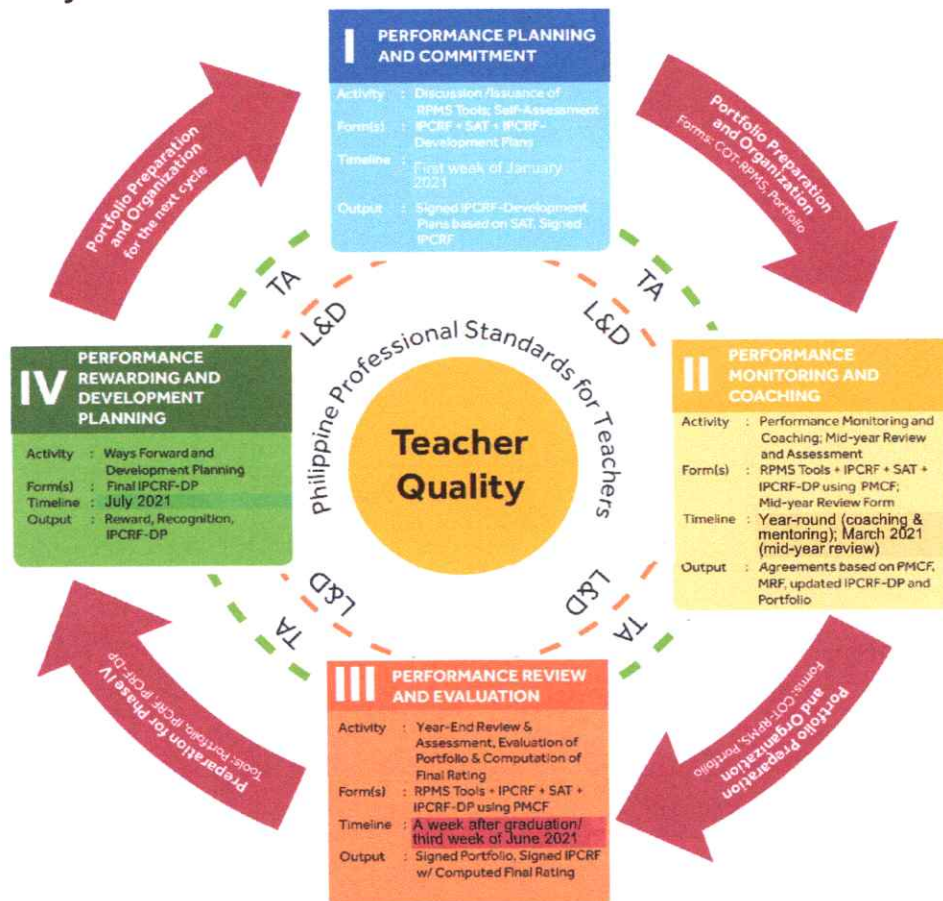 I
PERFORMANCE PLANNING
AND COMMITMENT
Activity : Discussion /Issuance of
RPMS Tools; Self-Assessment
Form(s) : IPCRF + SAT + IPCRF-
Development Plans
Timeline : First week of January
2021
Output : Signed IPCRF-Development
Plans based on SAT, Signed
IPCRF
Portfolio Preparation
and Organization
Forms: COT-RPMS, Portfolio
II
PERFORMANCE
MONITORING AND
COACHING
Activity : Performance Monitoring and
Coaching; Mid-year Review
and Assessment
Form(s) : RPMS Tools + IPCRF + SAT +
IPCRF-DP using PMCF;
Mid-year Review Form
Timeline : Year-round (coaching &
mentoring); March 2021
(mid-year review)
Output : Agreements based on PMCF,
MRF, updated IPCRF-DP and
Portfolio
Portfolio Preparation
and Organization
Forms: COT-RPMS, Portfolio
III
PERFORMANCE REVIEW
AND EVALUATION
Activity : Year-End Review &
Assessment, Evaluation of
Portfolio & Computation of
Final Rating
Form(s) : RPMS Tools + IPCRF + SAT +
IPCRF-DP using PMCF
Timeline : A week after graduation/
third week of June 2021
Output : Signed Portfolio, Signed IPCRF
w/ Computed Final Rating
Preparation for Phase IV
Tools: Portfolio, IPCRF, IPCRF-DP
IV
PERFORMANCE
REWARDING AND
DEVELOPMENT
PLANNING
Activity : Ways Forward and
Development Planning
Form(s) : Final IPCRF-DP
Timeline : July 2021
Output : Reward, Recognition,
IPCRF-DP
Portfolio Preparation
and Organization
for the next cycle
TA
L&D
TA
L&D
TA
L&D
TA
L&D
Philippine Professional Standards for Teachers
Teacher
Quality